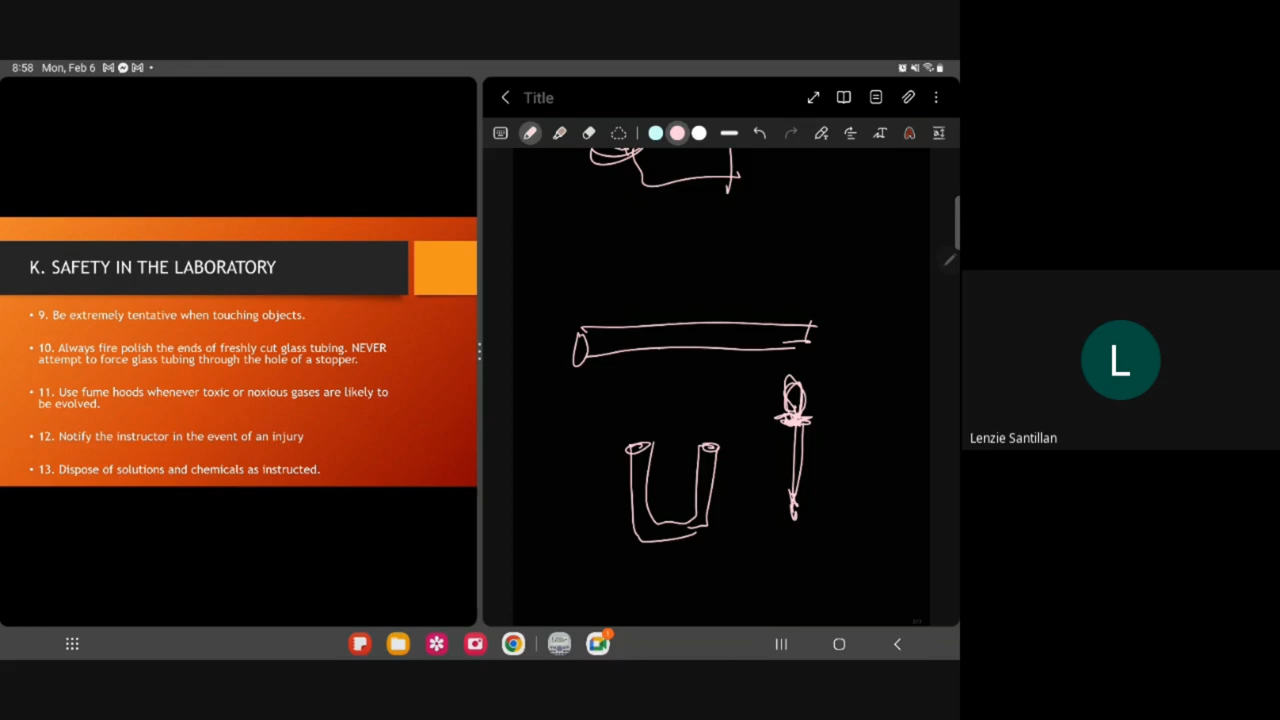 8:58 Mon, Feb 6
Title
K. SAFETY IN THE LABORATORY
• 9. Be extremely tentative when touching objects.
• 10. Always fire polish the ends of freshly cut glass tubing. NEVER
attempt to force glass tubing through the hole of a stopper.
• 11. Use fume hoods whenever toxic or noxious gases are likely to
be evolved.
• 12. Notify the instructor in the event of an injury
• 13. Dispose of solutions and chemicals as instructed.
L
Lenzie Santillan